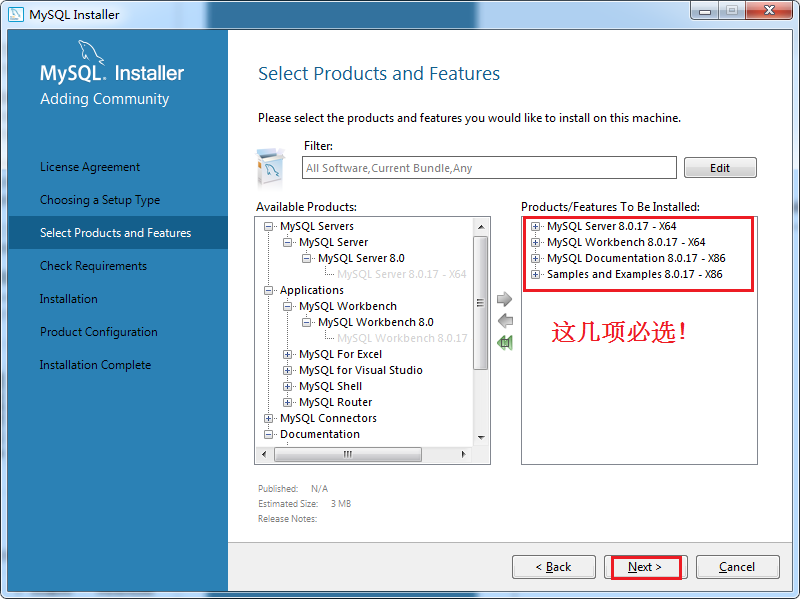 MySQL Installer
MySQL. Installer
Adding Community
License Agreement
Choosing a Setup Type
Select Products and Features
Check Requirements
Installation
Product Configuration
Installation Complete
Select Products and Features
Please select the products and features you would like to install on this machine.
Filter:
All Software,Current Bundle,Any
Edit
Available Products:
MySQL Servers
MySQL Server
MySQL Server 8.0
MySQL Server 8.0.17 - X64
Applications
MySQL Workbench
MySQL Workbench 8.0
MySQL Workbench 8.0.17
MySQL For Excel
MySQL for Visual Studio
MySQL Shell
MySQL Router
MySQL Connectors
Documentation
Products/Features To Be Installed:
MySQL Server 8.0.17 - X64
MySQL Workbench 8.0.17 - X64
MySQL Documentation 8.0.17 - X86
Samples and Examples 8.0.17 - X86
这几项必选!
Published: N/A
Estimated Size: 3 MB
Release Notes:
< Back
Next >
Cancel